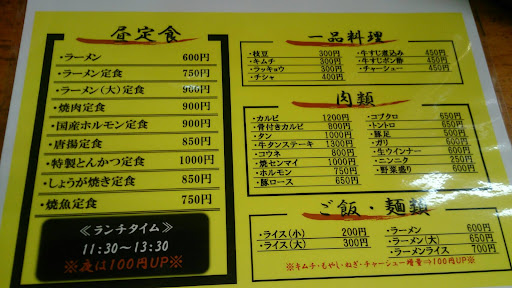 昼定食
・ラーメン 600円
・ラーメン定食 750円
・ラーメン(大)定食 900円
・焼肉定食 900円
・国産ホルモン定食 900円
・唐揚定食 850円
・特製とんかつ定食 1000円
・しょうが焼き定食 850円
・焼魚定食 750円
≪ランチタイム≫
11:30～13:30
※夜は100円UP※
一品料理
・枝豆 300円
・キムチ 300円
・ラッキョウ 300円
・チシャ 400円
・牛すじ煮込み 450円
・牛すじポン酢 450円
・チャーシュー 450円
肉類
・カルビ 1200円
・骨付きカルビ 800円
・タン 1000円
・牛タンステーキ 1300円
・コウネ 800円
・焼センマイ 1000円
・ホルモン 750円
・豚ロース 650円
・コブクロ 650円
・トントロ 650円
・豚足 500円
・ガリ 600円
・生ウインナー 600円
・ニンニク 250円
・野菜盛り 600円
ご飯・麺類
・ライス(小) 200円
・ライス(大) 300円
・ラーメン 600円
・ラーメン(大) 650円
・ラーメンライス 700円
※キムチ・もやし・ねぎ・チャーシュー増量⇒100円UP※